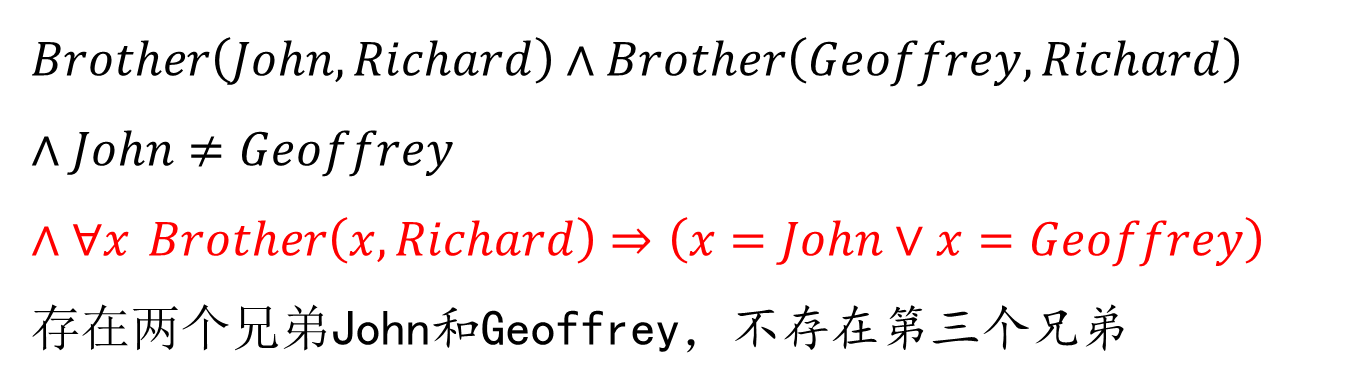 Brother(John, Richard) ∧ Brother(Geoffrey, Richard)
∧ John ≠ Geoffrey
∧ ∀x Brother(x, Richard) ⇒ (x = John ∨ x = Geoffrey)
存在两个兄弟John和Geoffrey，不存在第三个兄弟